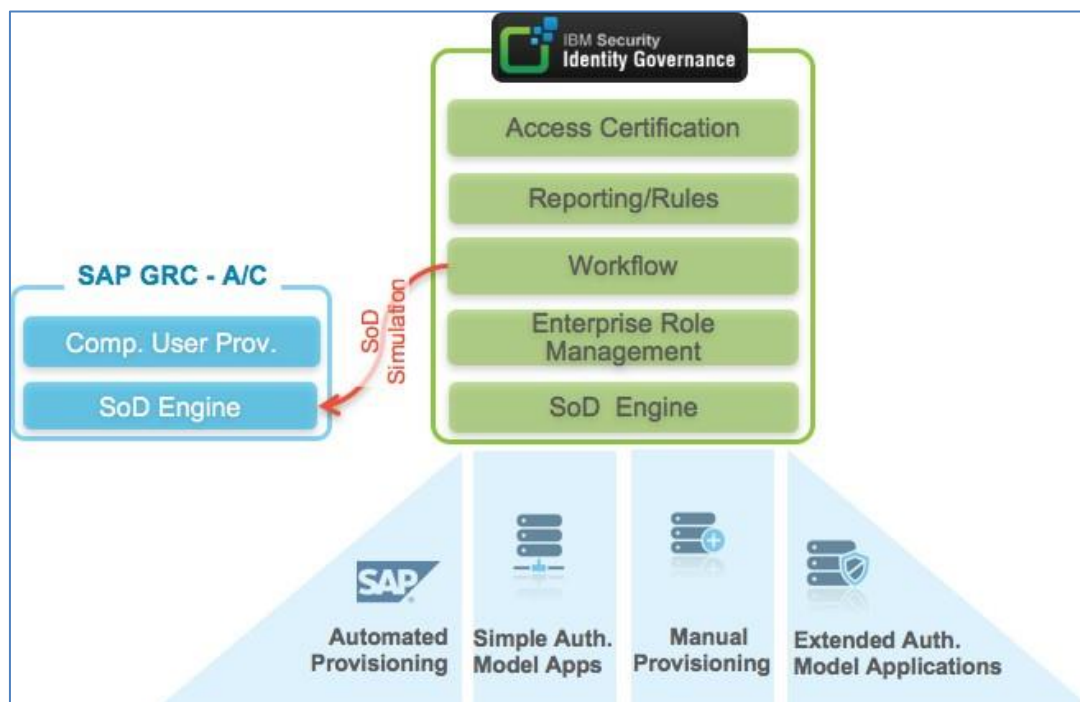 IBM Security
Identity Governance
Access Certification
Reporting/Rules
Workflow
Enterprise Role
Management
SoD Engine
SAP GRC - A/C
Comp. User Prov.
SoD Engine
SoD
Simulation
SAP
Automated
Provisioning
Simple Auth.
Model Apps
Manual
Provisioning
Extended Auth.
Model Applications